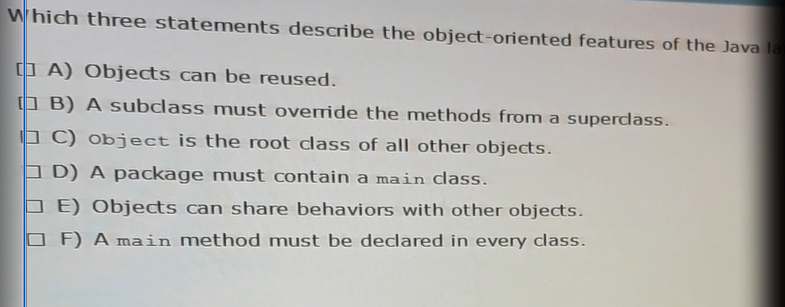 Which three statements describe the object-oriented features of the Java
A) Objects can be reused.
B) A subclass must override the methods from a superclass.
C) Object is the root class of all other objects.
D) A package must contain a main class.
E) Objects can share behaviors with other objects.
F) A main method must be declared in every class.